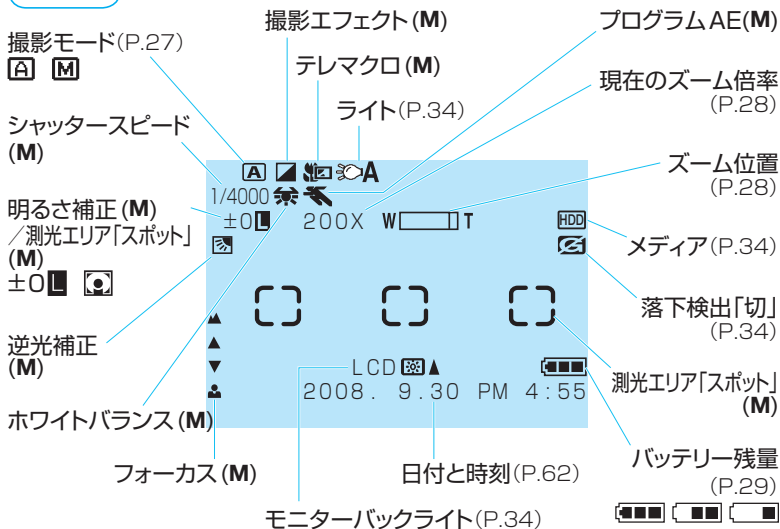 撮影エフェクト(M)
プログラムAE(M)
撮影モード(P.27)
A M
テレマクロ(M)
現在のズーム倍率
(P.28)
ライト(P.34)
シャッタースピード
(M)
ズーム位置
(P.28)
A A
1/4000
明るさ補正(M)
/測光エリア「スポット」
(M)
±0L
±0L 200X W T HDD
メディア(P.34)
落下検出「切」
(P.34)
逆光補正
(M)
LCD
2008. 9.30 PM 4:55
測光エリア「スポット」
(M)
ホワイトバランス(M)
フォーカス(M)
日付と時刻(P.62)
バッテリー残量
(P.29)
モニターバックライト(P.34)